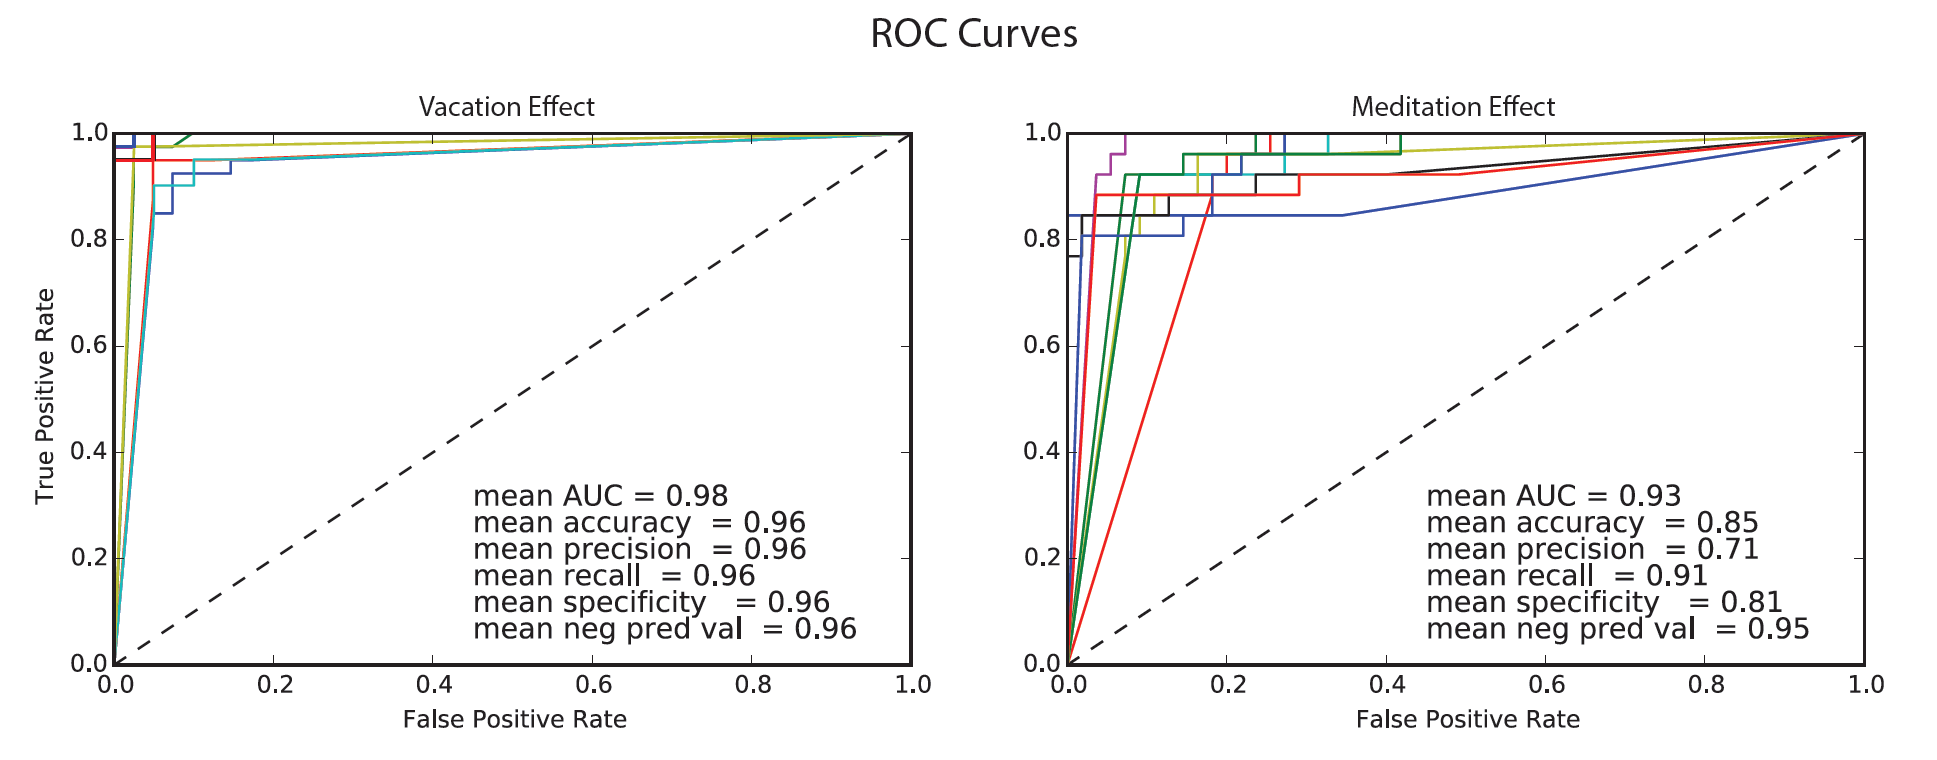 ROC Curves
Vacation Effect
1.0
0.8
0.6
0.4
0.2
0.0
True Positive Rate
mean AUC = 0.98
mean accuracy = 0.96
mean precision = 0.96
mean recall = 0.96
mean specificity = 0.96
mean neg pred val = 0.96
0.0 0.2 0.4 0.6 0.8 1.0
False Positive Rate
Meditation Effect
1.0
0.8
0.6
0.4
0.2
0.0
mean AUC = 0.93
mean accuracy = 0.85
mean precision = 0.71
mean recall = 0.91
mean specificity = 0.81
mean neg pred val = 0.95
0.0 0.2 0.4 0.6 0.8 1.0
False Positive Rate